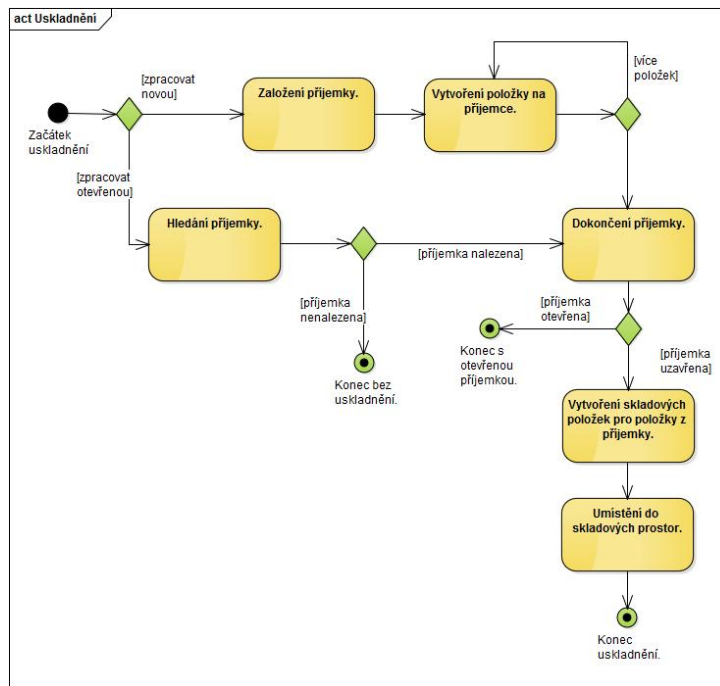 act Uskladnění
[zpracovat
novou]
Založení příjemky.
Vytvoření položky na
příjemce.
[více
položek]
Začátek
uskladnění
[zpracovat
otevřenou]
Hledání příjemky.
[příjemka nalezena]
Dokončení příjemky.
[příjemka
nenalezena]
Konec bez
uskladnění.
[příjemka
otevřena]
Konec s
otevřenou
příjemkou.
[příjemka
uzavřena]
Vytvoření skladových
položek pro položky z
příjemky.
Umístění do
skladových prostor.
Konec
uskladnění.